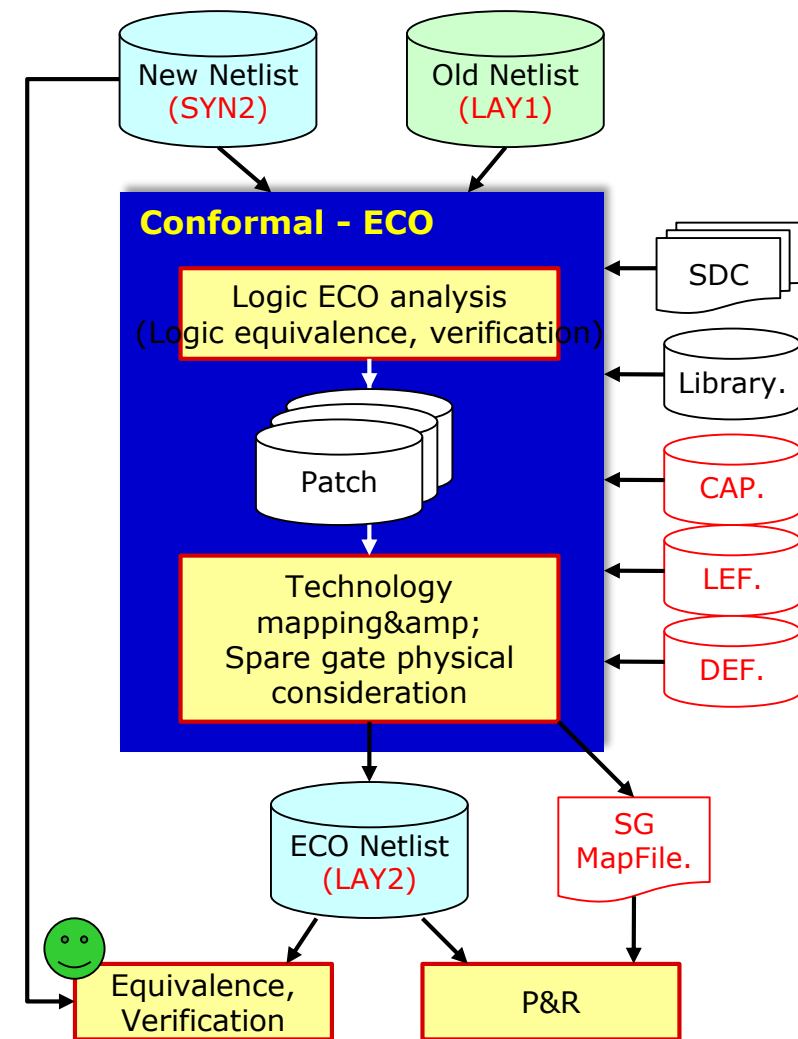 New Netlist
(SYN2)
Old Netlist
(LAY1)
Conformal - ECO
Logic ECO analysis
(Logic equivalence, verification)
SDC
Library.
Patch
CAP.
LEF.
DEF.
Technology
mapping&amp;
Spare gate physical
consideration
ECO Netlist
(LAY2)
SG
MapFile.
Equivalence,
Verification
P&R